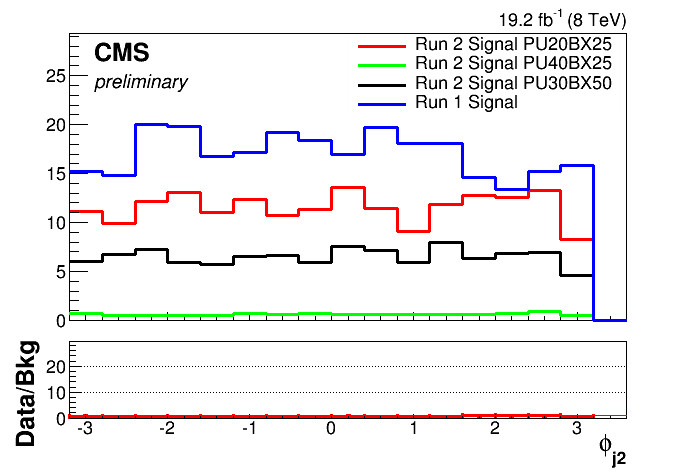 19.2 fb-1 (8 TeV)
CMS
preliminary
Run 2 Signal PU20BX25
Run 2 Signal PU40BX25
Run 2 Signal PU30BX50
Run 1 Signal
25
20
15
10
5
0
Data/Bkg
20
10
0
-3 -2 -1 0 1 2 3
ϕj2